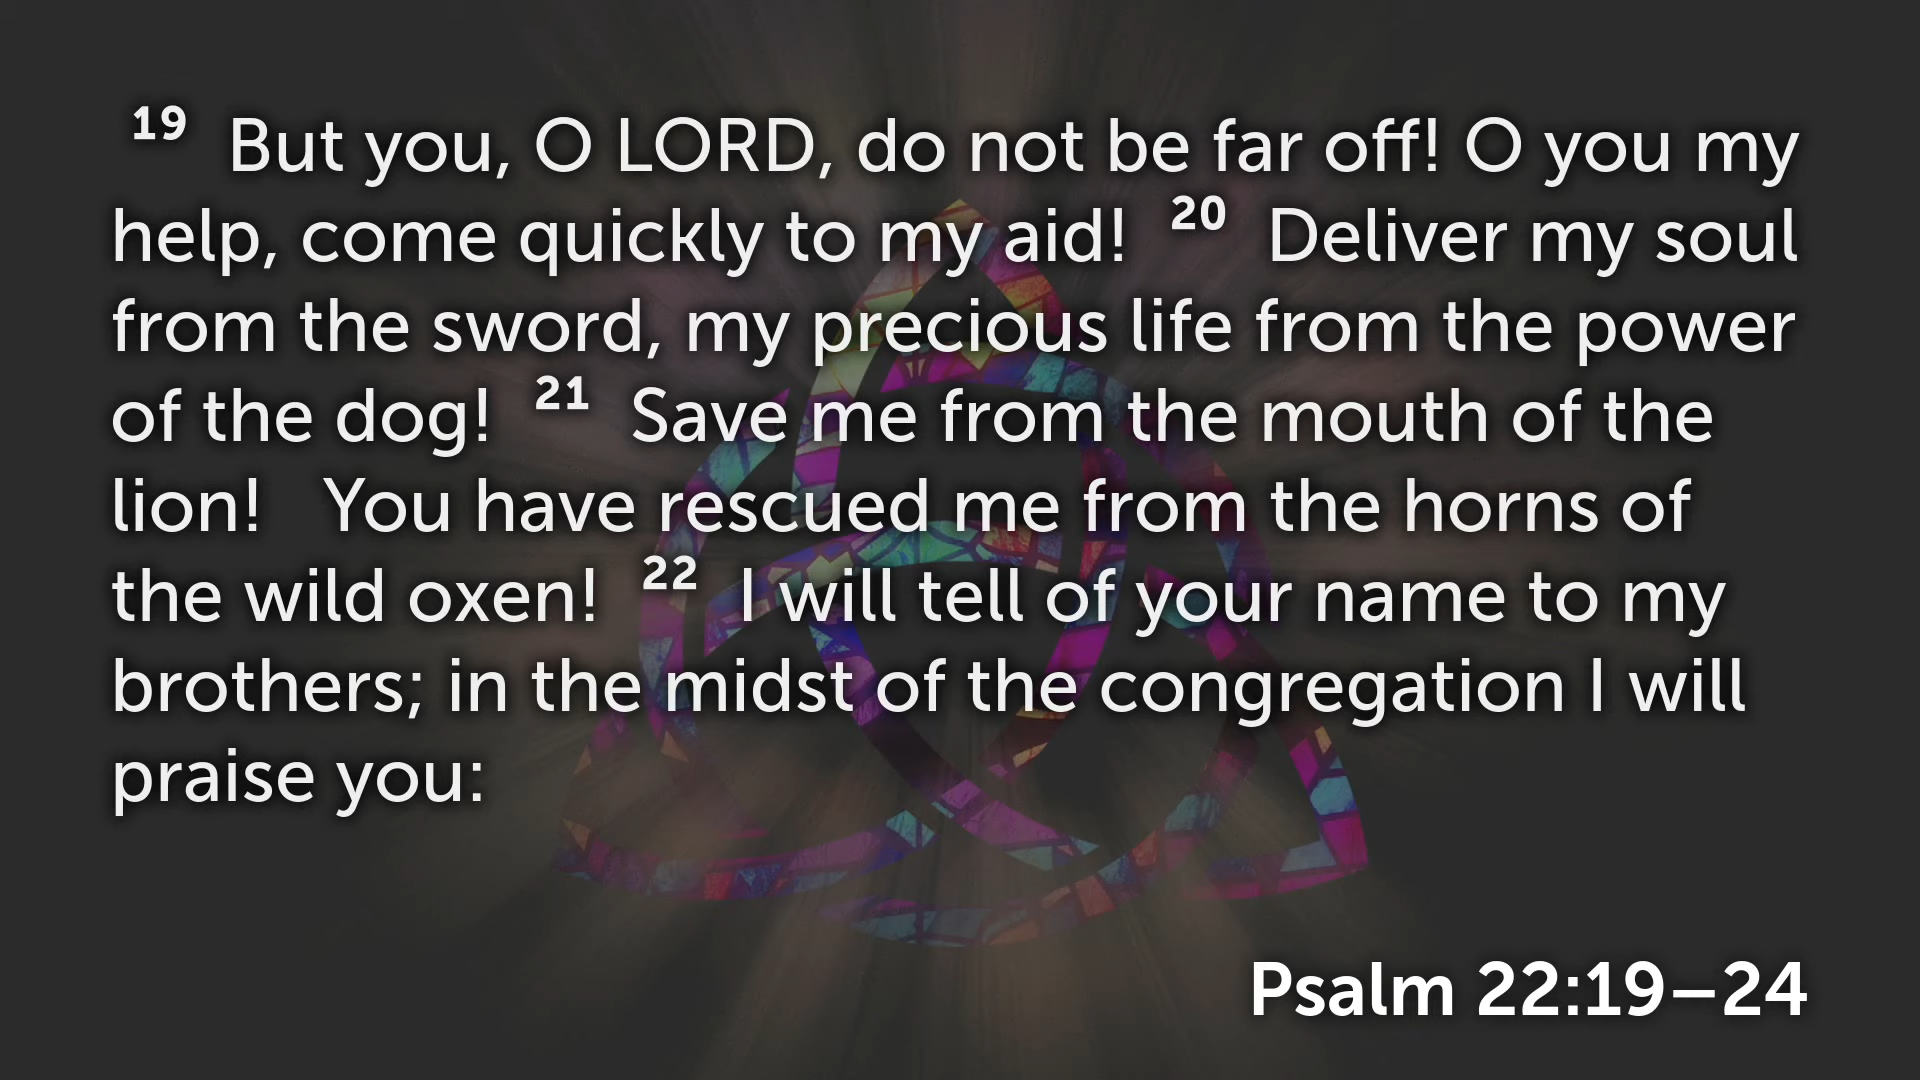 19 But you, O LORD, do not be far off! O you my
help, come quickly to my aid! 20 Deliver my soul
from the sword, my precious life from the power
of the dog! 21 Save me from the mouth of the
lion! You have rescued me from the horns of
the wild oxen! 22 I will tell of your name to my
brothers; in the midst of the congregation I will
praise you:
Psalm 22:19–24